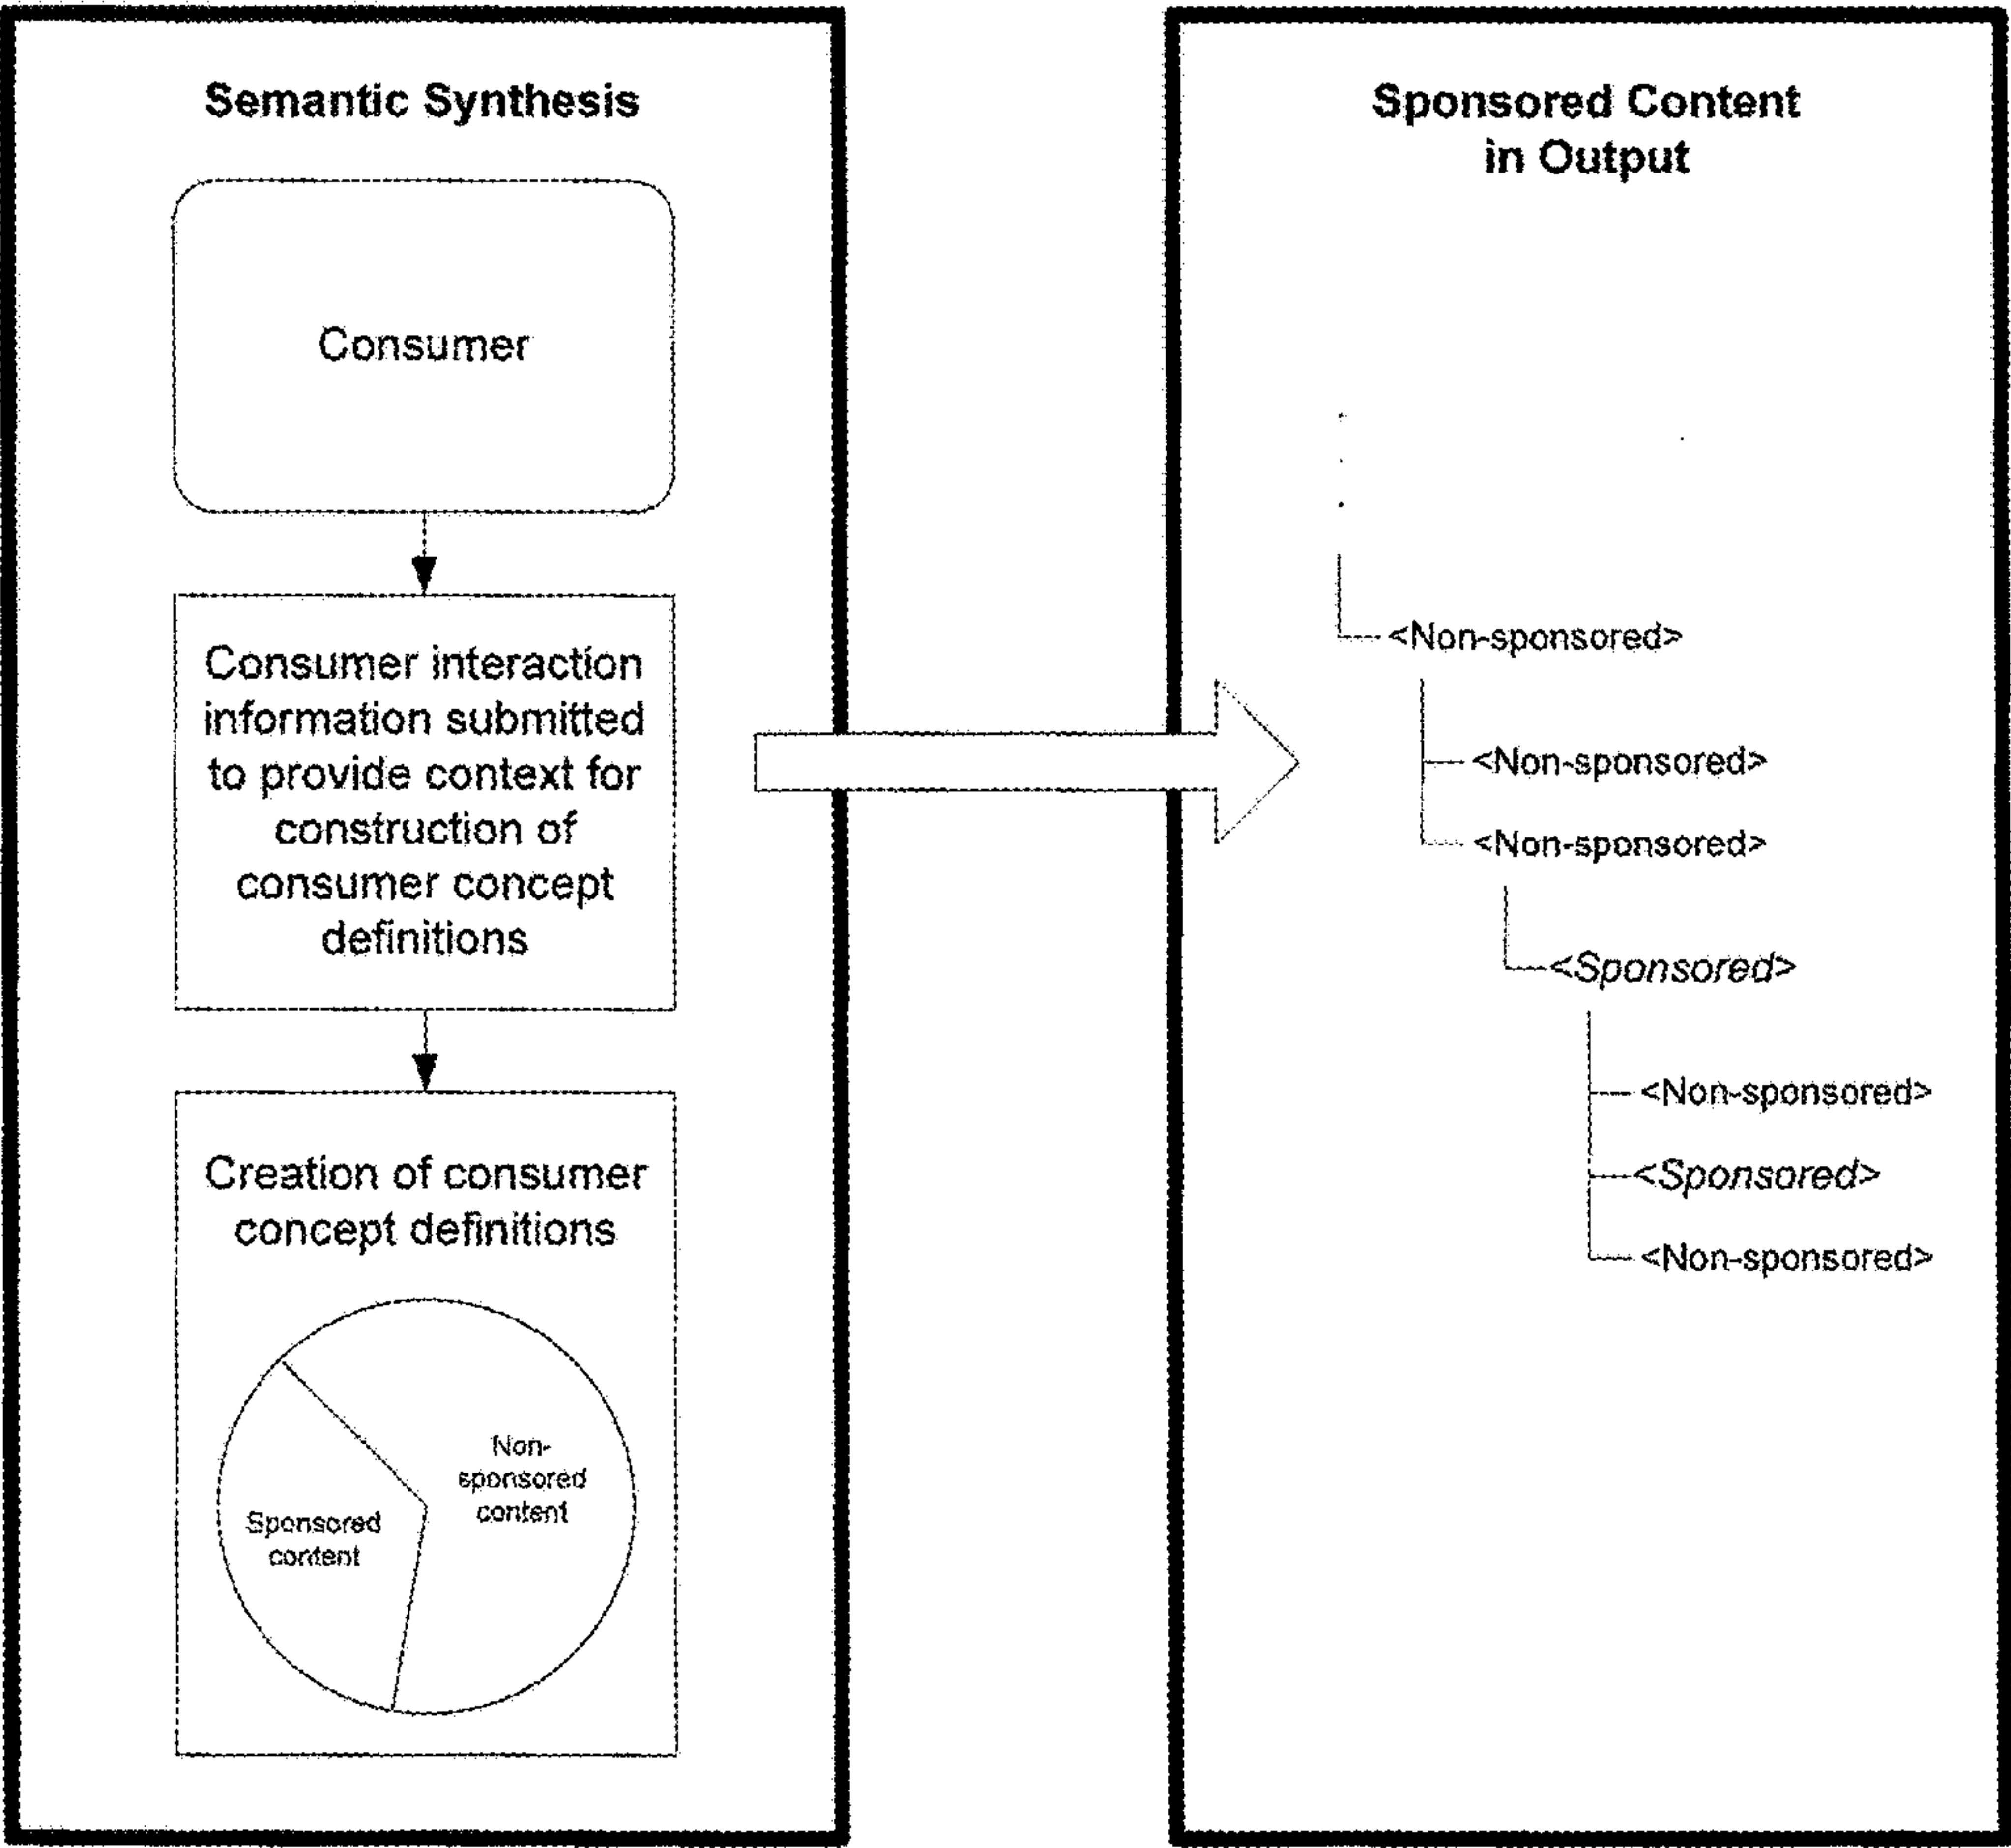 Semantic Synthesis
Consumer
Consumer interaction
information submitted
to provide context for
construction of
consumer concept
definitions
Creation of consumer
concept definitions
Non-
sponsored
content
Sponsored
content
Sponsored Content
in Output
<Non-sponsored>
<Non-sponsored>
<Non-sponsored>
<Sponsored>
<Non-sponsored>
<Sponsored>
<Non-sponsored>